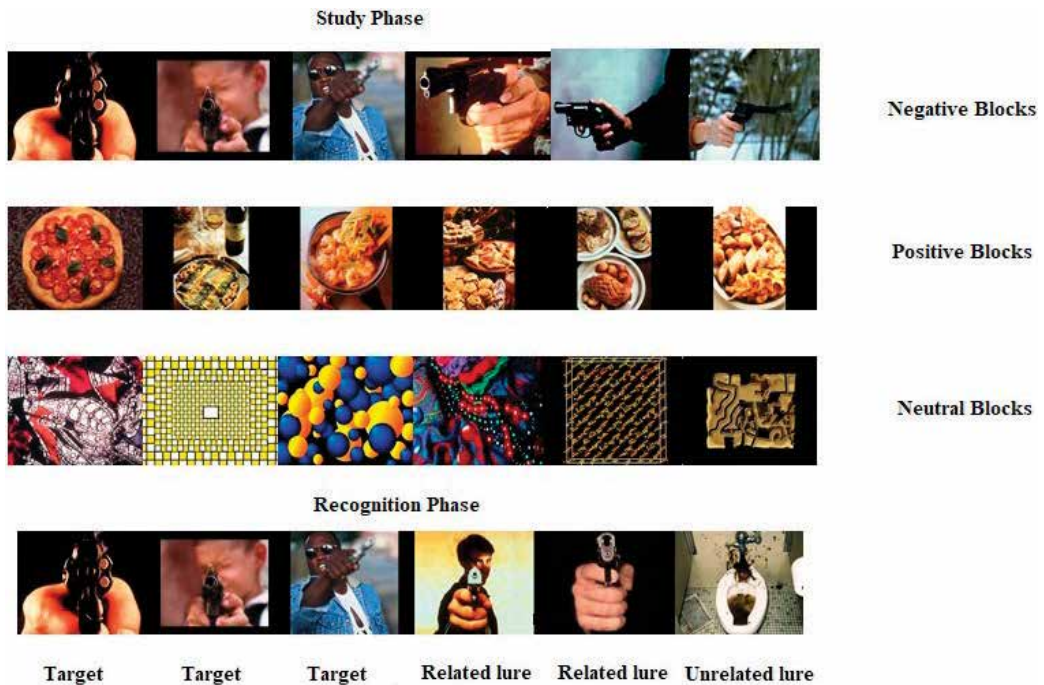 Study Phase
Negative Blocks
Positive Blocks
Neutral Blocks
Recognition Phase
Target Target Target Related lure Related lure Unrelated lure